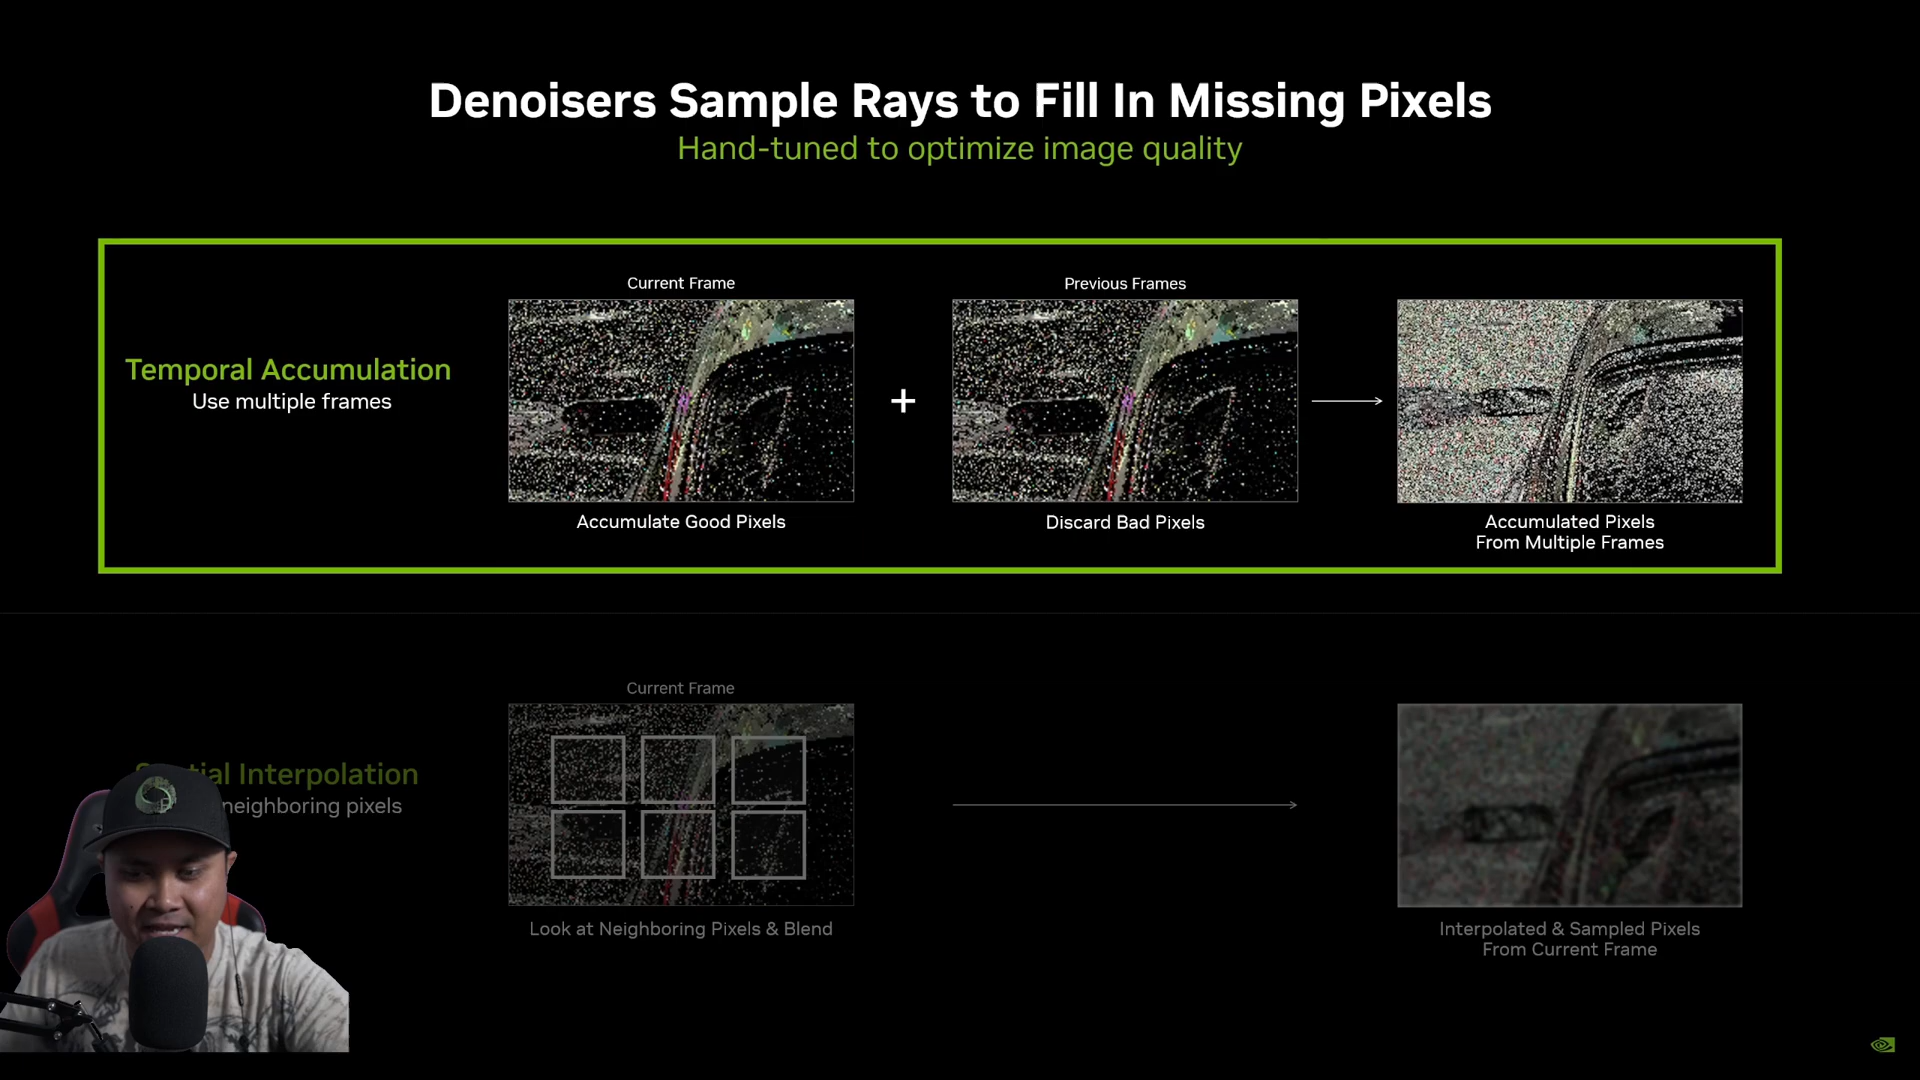 Denoisers Sample Rays to Fill In Missing Pixels
Hand-tuned to optimize image quality
Current Frame
Previous Frames
Temporal Accumulation
Use multiple frames
+
Accumulate Good Pixels
Discard Bad Pixels
Accumulated Pixels
From Multiple Frames
Current Frame
Interpolation
neighboring pixels
Look at Neighboring Pixels & Blend
Interpolated & Sampled Pixels
From Current Frame